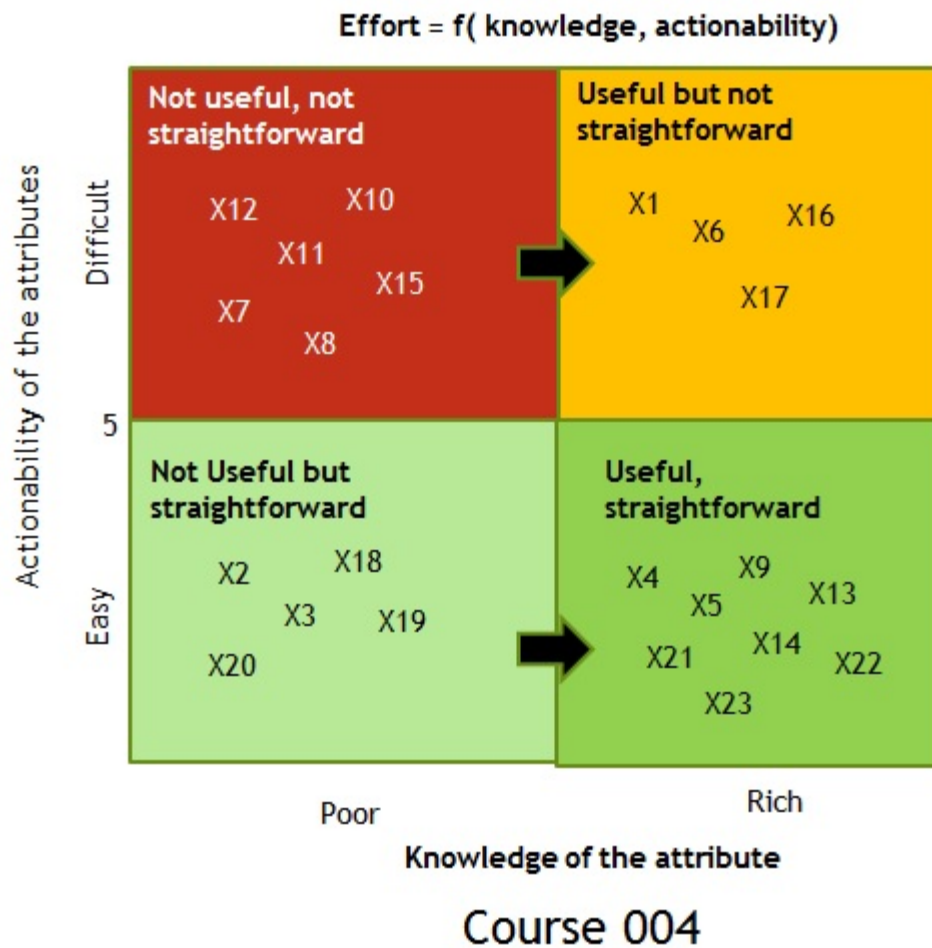 Effort = f( knowledge, actionability)
Not useful, not
straightforward
Useful but not
straightforward
X12
X10
X11
X15
X7
X8
X1
X6
X16
X17
Actionability of the attributes
Difficult
5
Easy
Not Useful but
straightforward
Useful,
straightforward
X2
X18
X3
X19
X20
X4
X9
X5
X13
X14
X21
X22
X23
Poor
Rich
Knowledge of the attribute
Course 004